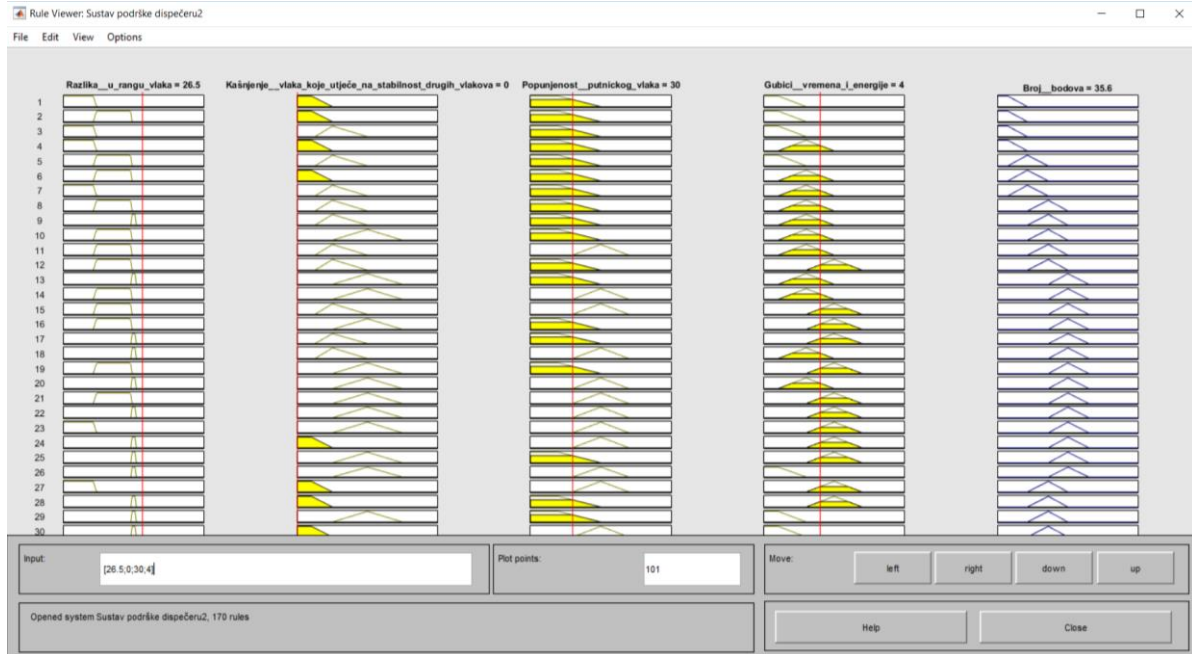 Rule Viewer: Sustav podrške dispečeru2
File Edit View Options
Razlika__u_rangu_vlaka = 26.5
Kašnjenje__vlaka_koje_utječe_na_stabilnost_drugih_vlakova = 0
Popunjenost__putnickog_vlaka = 30
Gubici__vremena_i_energije = 4
Broj__bodova = 35.6
1
2
3
4
5
6
7
8
9
10
11
12
13
14
15
16
17
18
19
20
21
22
23
24
25
26
27
28
29
30
Input:
[26.5;0;30;4]
Plot points:
101
Move:
left
right
down
up
Opened system Sustav podrške dispečeru2, 170 rules
Help
Close